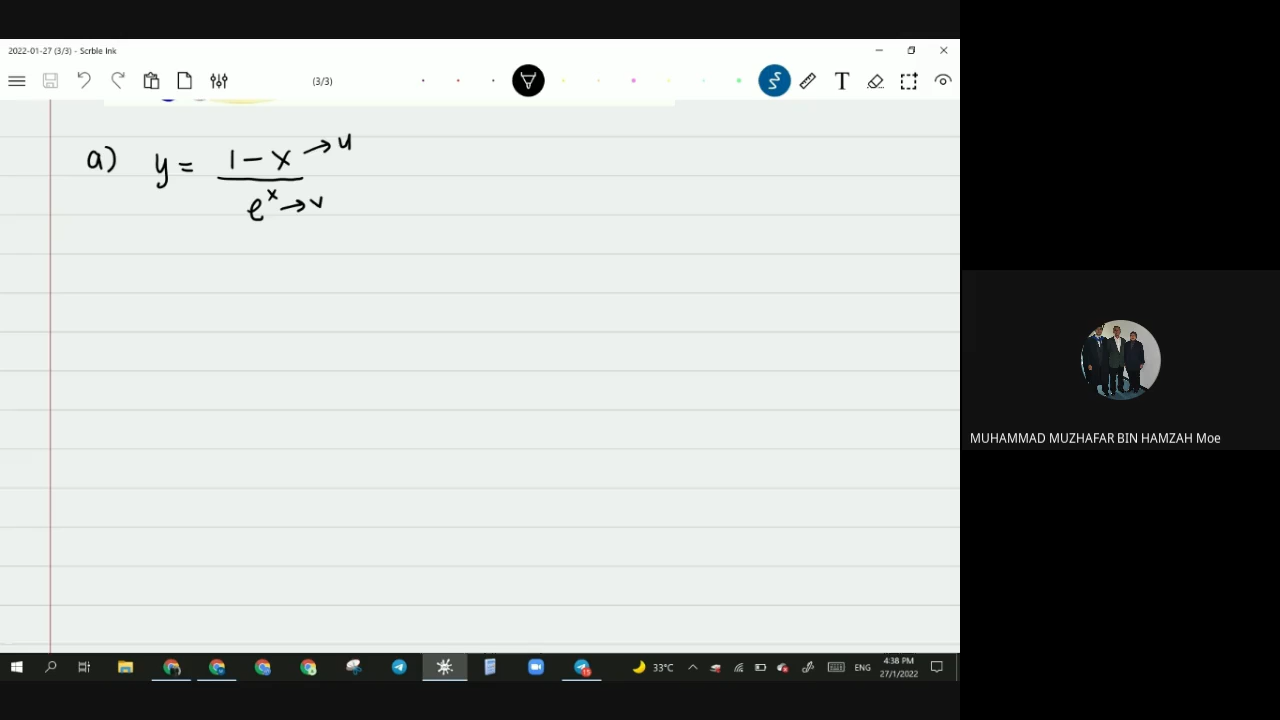 2022-01-27 (3/3) - Scrble Ink
(3/3)
T
a) y = 1 - x → u
e^x → v
MUHAMMAD MUZHAFAR BIN HAMZAH Moe
15
33°C
ENG
4:38 PM
27/1/2022